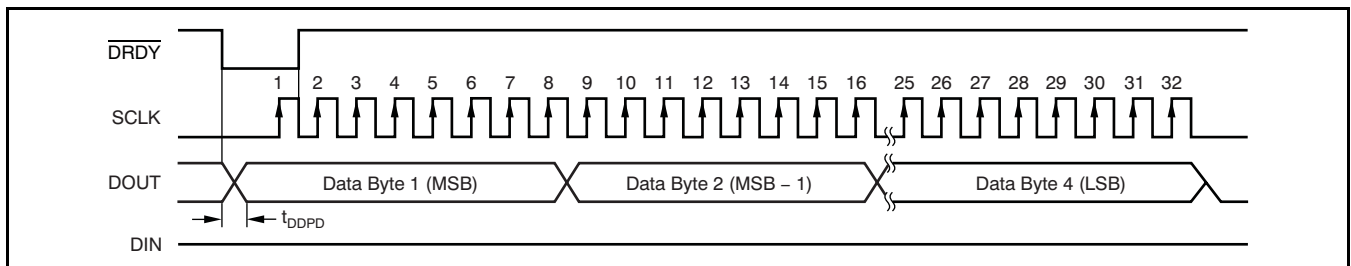 DRDY
1 2 3 4 5 6 7 8 9 10 11 12 13 14 15 16 25 26 27 28 29 30 31 32
SCLK
DOUT Data Byte 1 (MSB) Data Byte 2 (MSB − 1) Data Byte 4 (LSB)
tDDPD
DIN